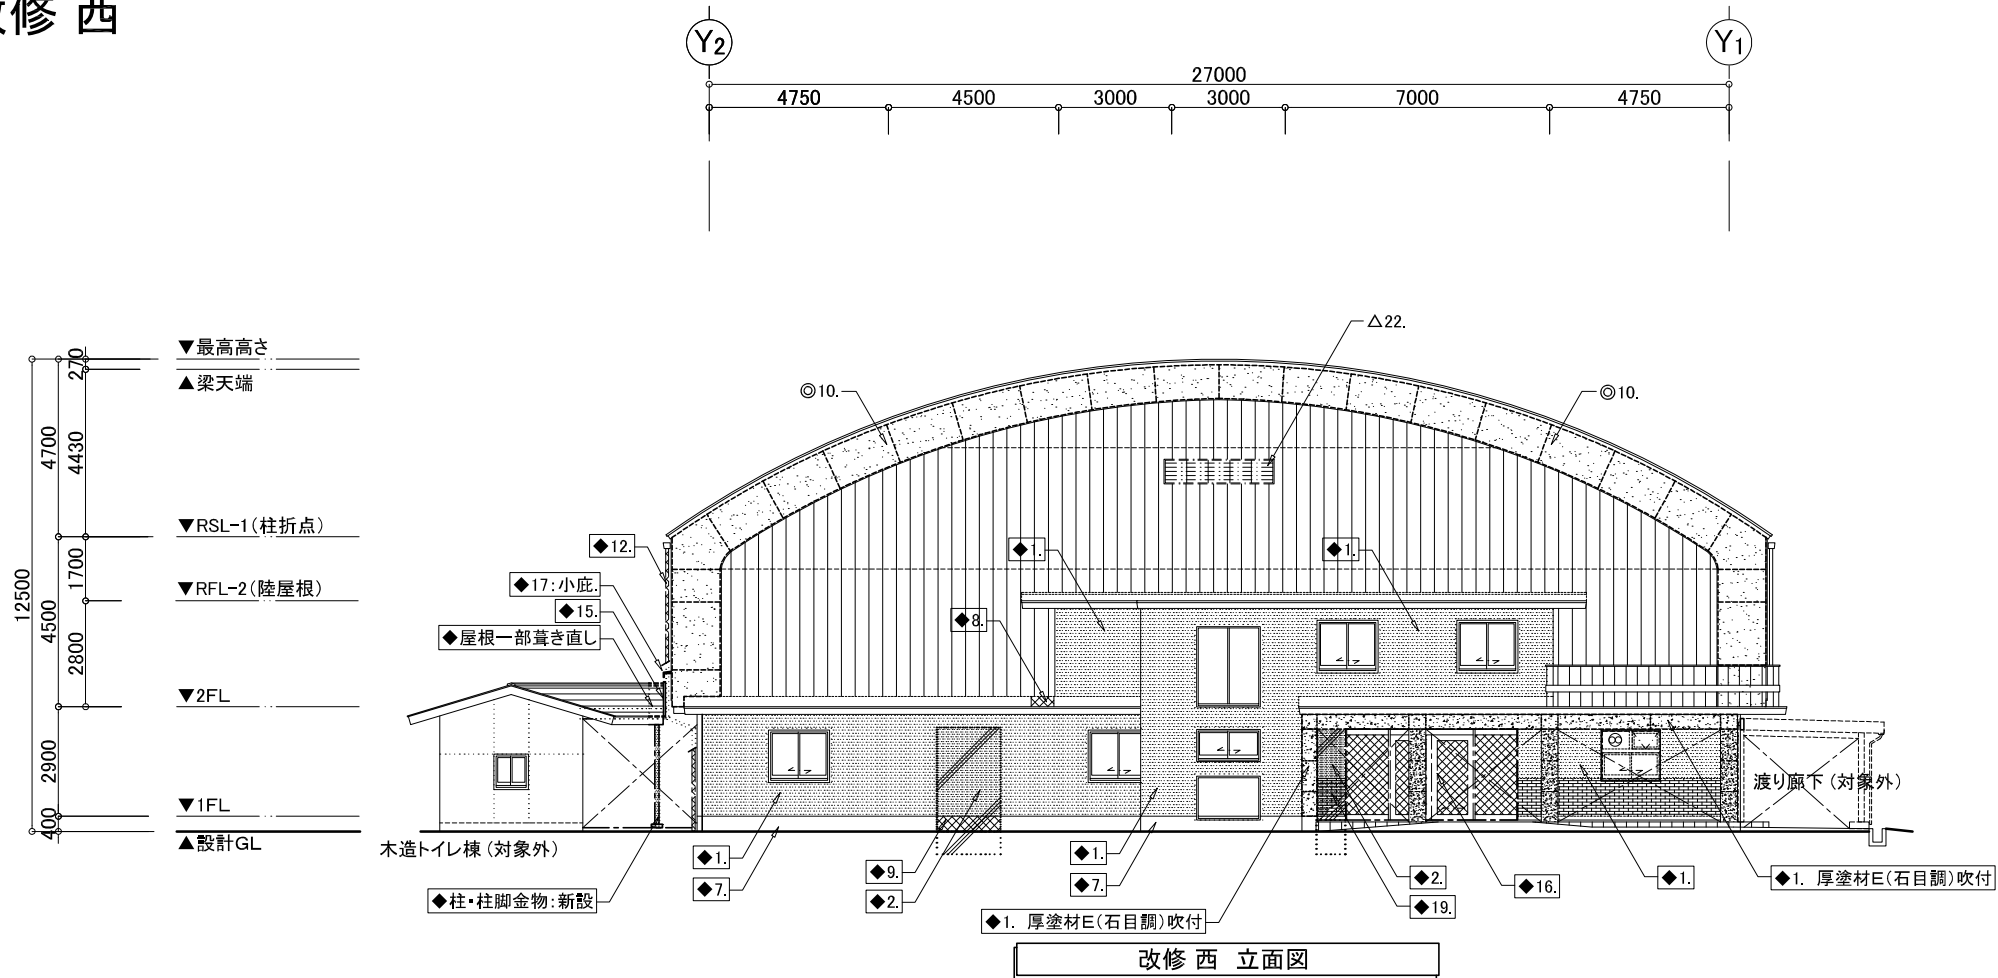 改修 西
Y2
Y1
27000
4750
4500
3000
3000
7000
4750
△22.
▼最高高さ
270
▲梁天端
◎10.
◎10.
4700
4430
▼RSL-1(柱折点)
◆12.
◆1.
◆1.
1700
◆17:小庇.
▼RFL-2(陸屋根)
12500
4500
◆15.
◆8.
◆屋根一部葺き直し
2800
▼2FL
2900
渡り廊下(対象外)
▼1FL
400
▲設計GL
木造トイレ棟(対象外)
◆1.
◆1.
◆7.
◆9.
◆7.
◆2.
◆16.
◆1.
◆1. 厚塗材E(石目調)吹付
◆柱・柱脚金物:新設
◆2.
◆19.
◆1. 厚塗材E(石目調)吹付
改修 西 立面図